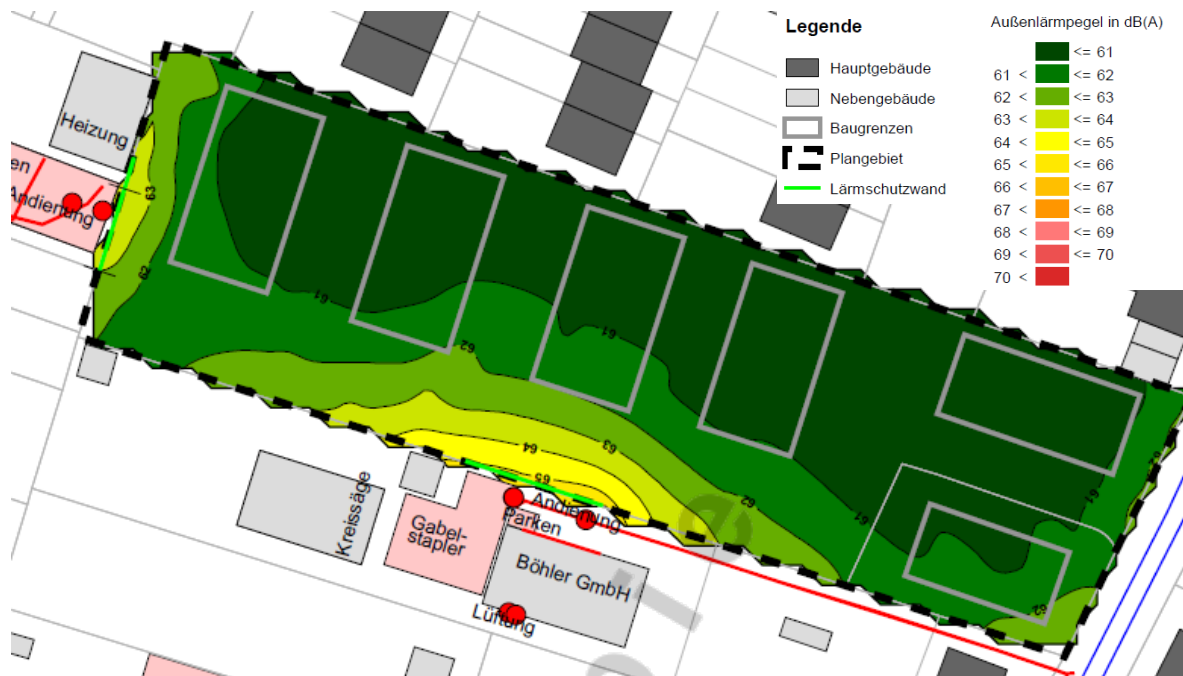 Legende
Hauptgebäude
Nebengebäude
Baugrenzen
Plangebiet
Lärmschutzwand
Außenlärmpegel in dB(A)
<= 61
61 < <= 62
62 < <= 63
63 < <= 64
64 < <= 65
65 < <= 66
66 < <= 67
67 < <= 68
68 < <= 69
69 < <= 70
70 <
Heizung
en
Andienung
63
62
61
62
61
63
64
65
62
61
61
62
Kreissäge
Gabel-
stapler
Andienung
Parken
Böhler GmbH
Lüftung